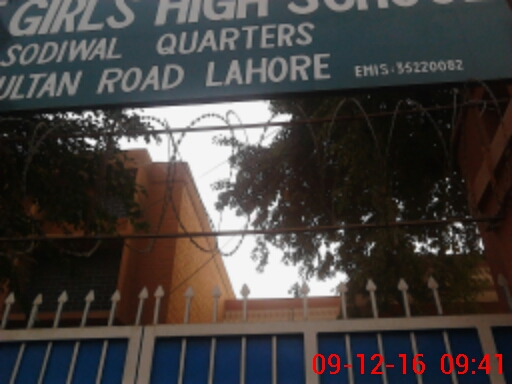 GIRLS HIGH SCHOOL
SODIWAL QUARTERS
ULTAN ROAD LAHORE EMIS:35220082
09-12-16 09:41